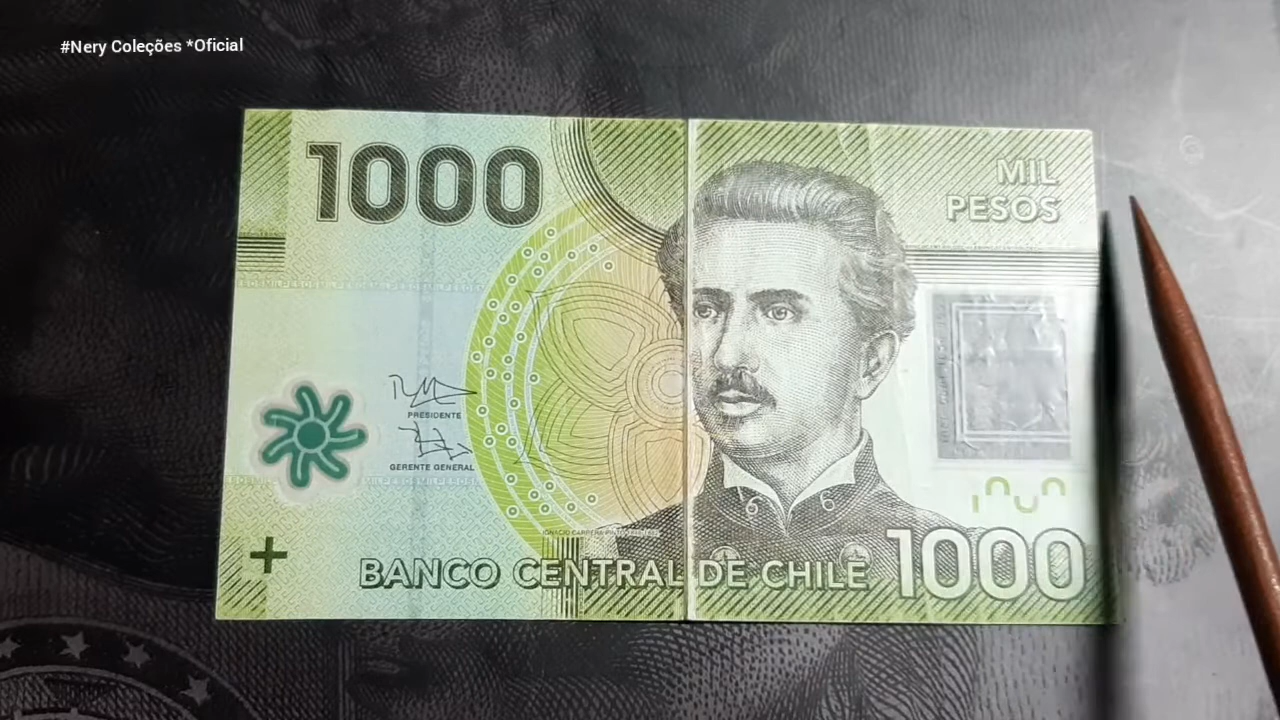 #Nery Coleções *Oficial
1000
MIL
PESOS
PRESIDENTE
GERENTE GENERAL
BANCO CENTRAL DE CHILE
1000